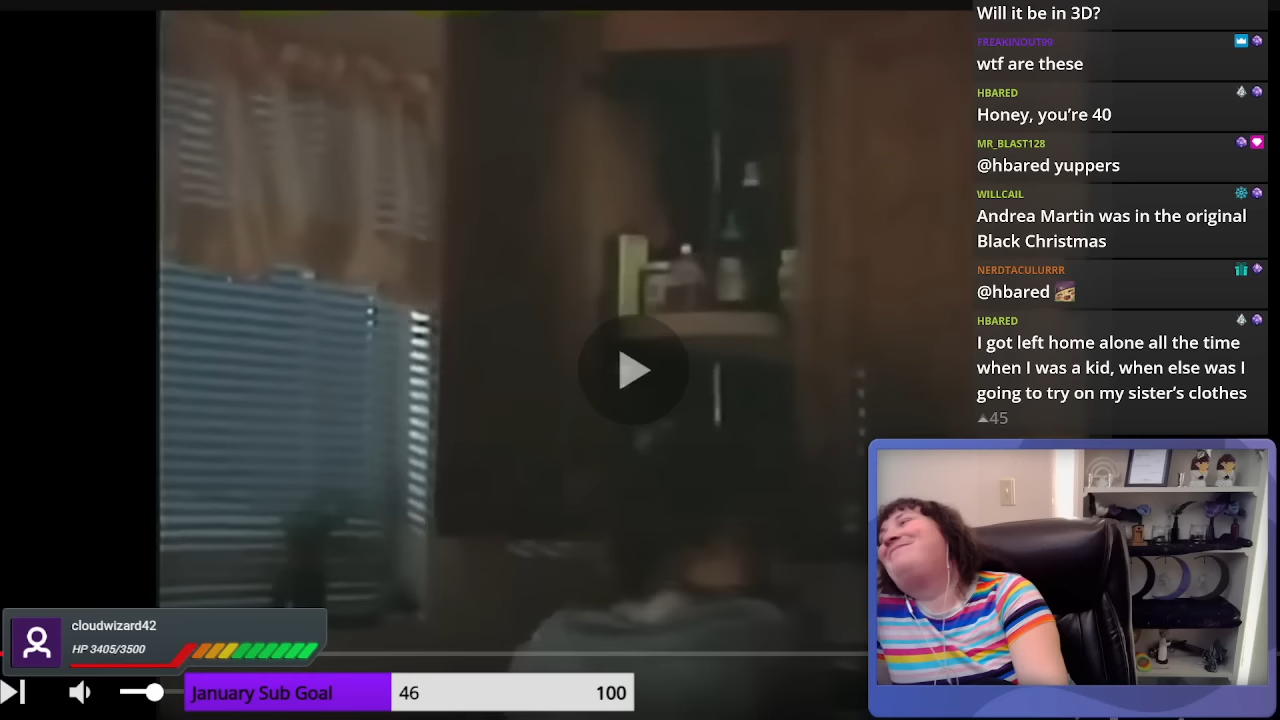 Will it be in 3D?
FREAKINOUT99
wtf are these
HBARED
Honey, you’re 40
MR_BLAST128
@hbared yuppers
WILLCAIL
Andrea Martin was in the original
Black Christmas
NERDTACULURRR
@hbared
HBARED
I got left home alone all the time
when I was a kid, when else was I
going to try on my sister’s clothes
45
cloudwizard42
HP 3405/3500
January Sub Goal 46 100